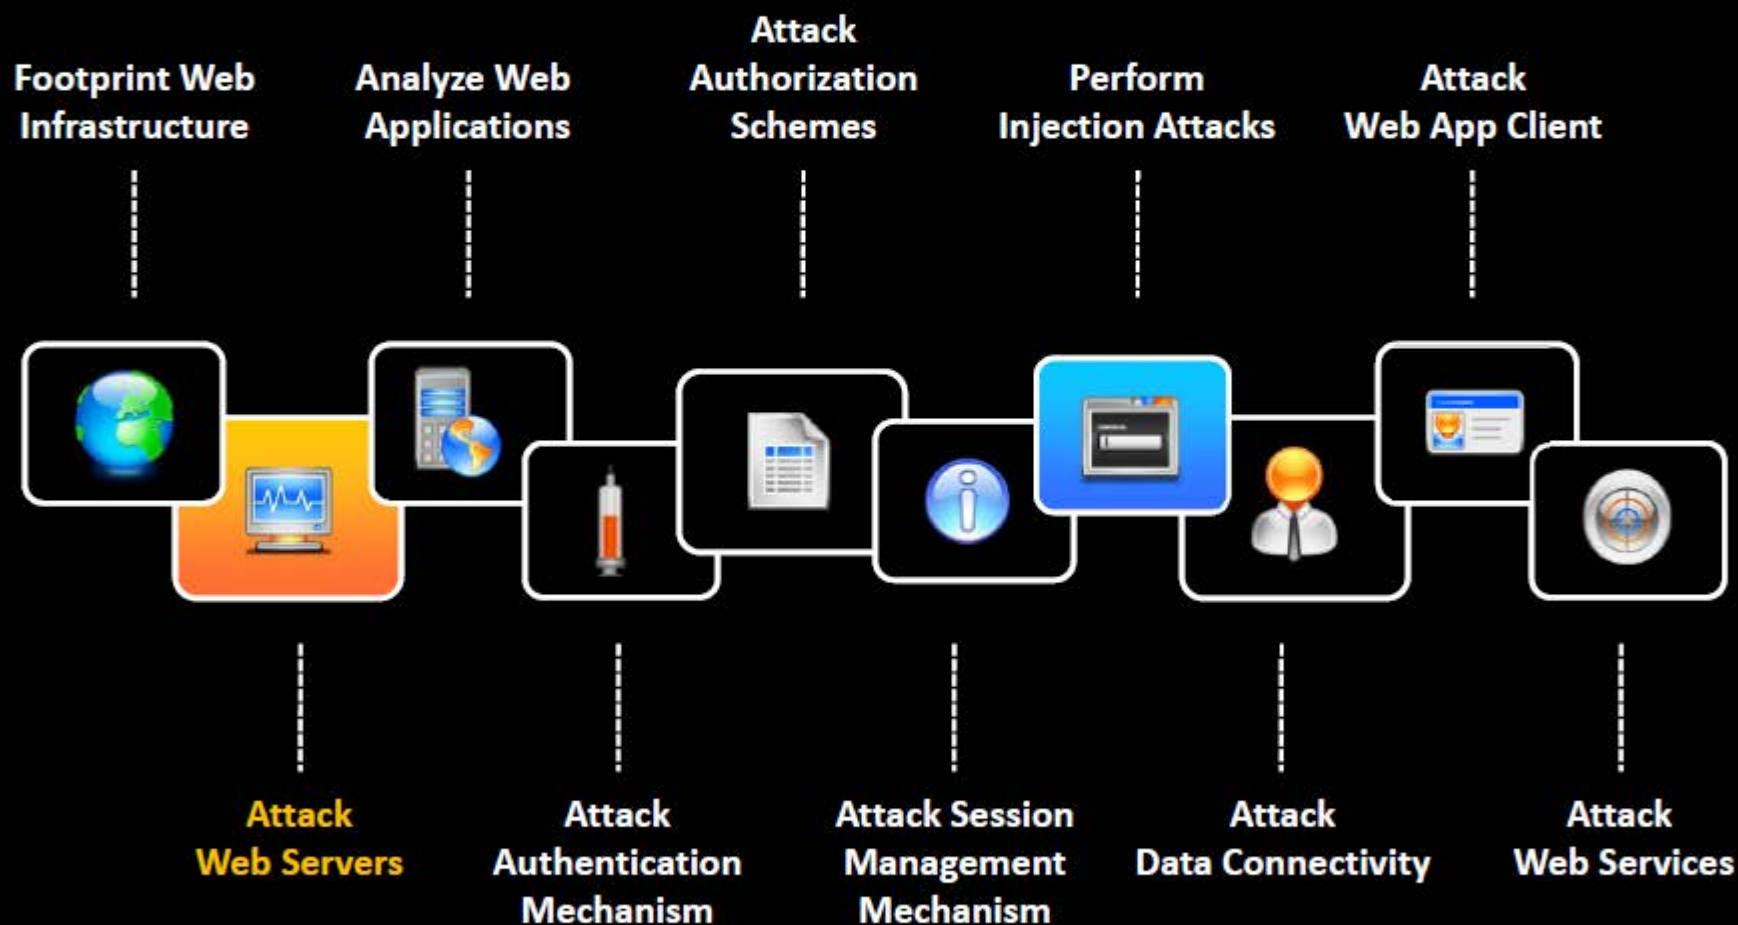 Footprint Web
Infrastructure
Analyze Web
Applications
Attack
Authorization
Schemes
Perform
Injection Attacks
Attack
Web App Client
Attack
Web Servers
Attack
Authentication
Mechanism
Attack Session
Management
Mechanism
Attack
Data Connectivity
Attack
Web Services